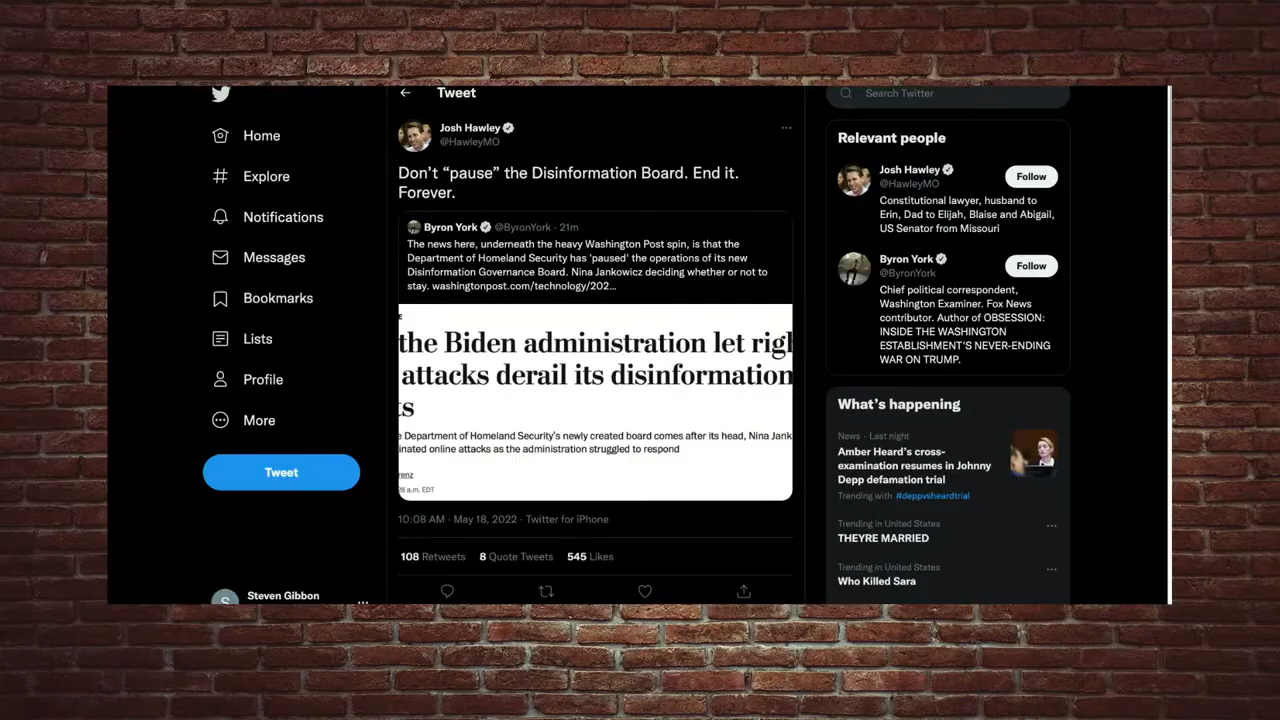 Tweet
Search Twitter
Home
Explore
Notifications
Messages
Bookmarks
Lists
Profile
More
Tweet
Steven Gibbon
S
Josh Hawley
@HawleyMO
Don’t “pause” the Disinformation Board. End it.
Forever.
Byron York @ByronYork · 21m
The news here, underneath the heavy Washington Post spin, is that the
Department of Homeland Security has 'paused' the operations of its new
Disinformation Governance Board. Nina Jankowicz deciding whether or not to
stay. washingtonpost.com/technology/202...
E
the Biden administration let righ
attacks derail its disinformation
ts
e Department of Homeland Security's newly created board comes after its head, Nina Jank
inated online attacks as the administration struggled to respond
renz
a.m. EDT
10:08 AM · May 18, 2022 · Twitter for iPhone
108 Retweets 8 Quote Tweets 545 Likes
Relevant people
Josh Hawley
@HawleyMO
Follow
Constitutional lawyer, husband to
Erin, Dad to Elijah, Blaise and Abigail,
US Senator from Missouri
Byron York
@ByronYork
Follow
Chief political correspondent,
Washington Examiner. Fox News
contributor. Author of OBSESSION:
INSIDE THE WASHINGTON
ESTABLISHMENT'S NEVER-ENDING
WAR ON TRUMP.
What's happening
News · Last night
Amber Heard's cross-
examination resumes in Johnny
Depp defamation trial
Trending with #deppvsheardtrial
Trending in United States
THEYRE MARRIED
Trending in United States
Who Killed Sara